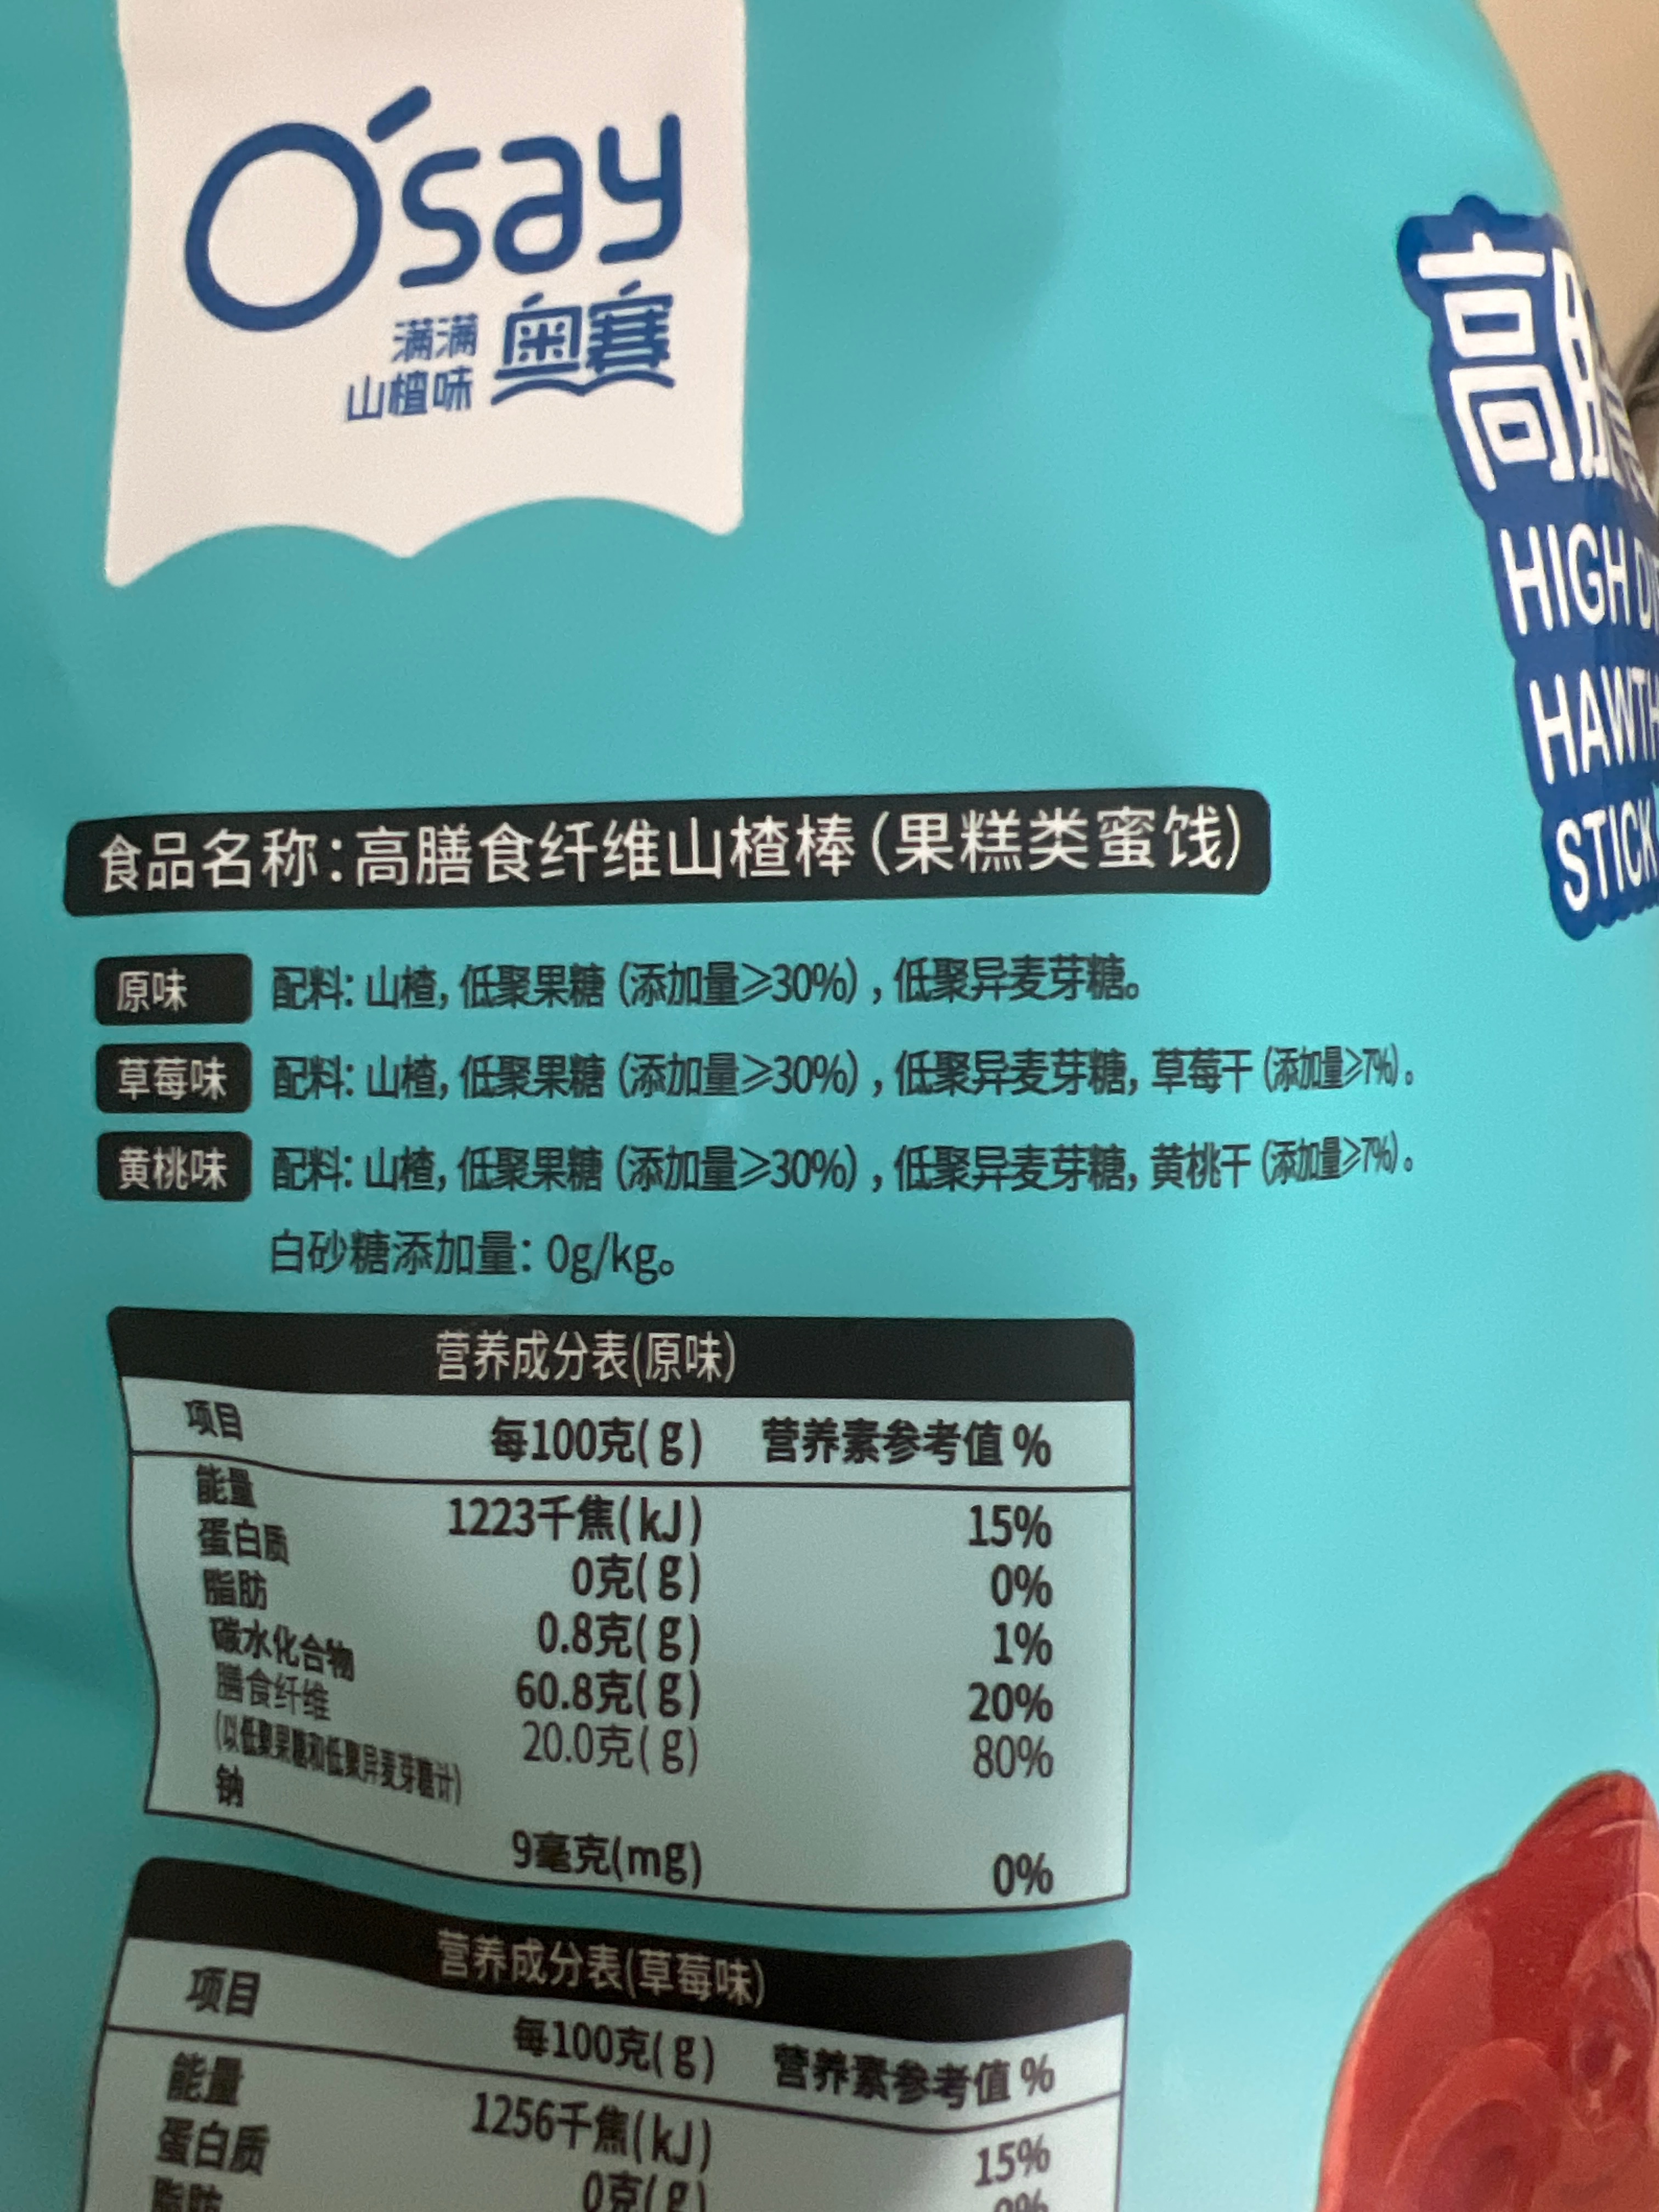 O'say
满满
山楂味
奥赛
高膳
HIGH DI
HAWTH
STICK
食品名称:高膳食纤维山楂棒(果糕类蜜饯)
原味 配料: 山楂, 低聚果糖 (添加量≥30%) , 低聚异麦芽糖。
草莓味 配料: 山楂, 低聚果糖 (添加量≥30%) , 低聚异麦芽糖, 草莓干 (添加量≥7%) 。
黄桃味 配料: 山楂, 低聚果糖 (添加量≥30%) , 低聚异麦芽糖, 黄桃干 (添加量≥7%) 。
白砂糖添加量: 0g/kg。
营养成分表(原味)
项目 每100克(g) 营养素参考值 %
能量 1223千焦(kJ) 15%
蛋白质 0克(g) 0%
脂肪 0.8克(g) 1%
碳水化合物 60.8克(g) 20%
膳食纤维 20.0克(g) 80%
(以低聚果糖和低聚异麦芽糖计)
钠 9毫克(mg) 0%
营养成分表(草莓味)
项目 每100克(g) 营养素参考值 %
能量 1256千焦(kJ) 15%
蛋白质 0克(g) 0%
脂肪